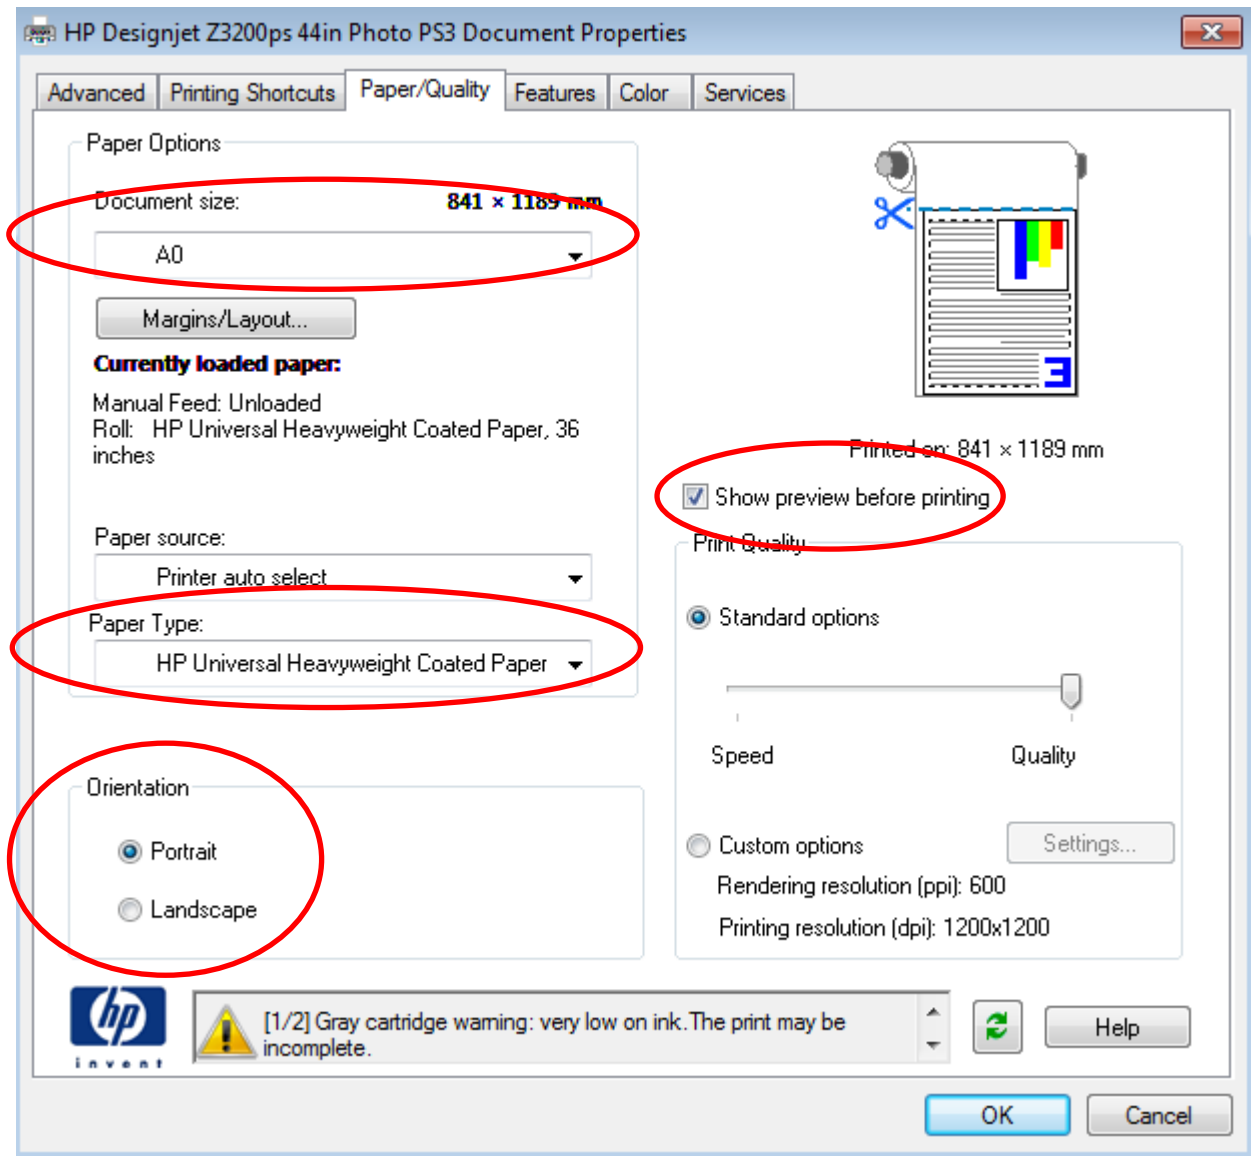 HP Designjet Z3200ps 44in Photo PS3 Document Properties
Advanced Printing Shortcuts Paper/Quality Features Color Services
Paper Options
Document size: 841 × 1189 mm
A0
Margins/Layout...
Currently loaded paper:
Manual Feed: Unloaded
Roll: HP Universal Heavyweight Coated Paper, 36
inches
Paper source:
Printer auto select
Paper Type:
HP Universal Heavyweight Coated Paper
Orientation
Portrait
Landscape
Printed on: 841 × 1189 mm
Show preview before printing
Print Quality
Standard options
Speed Quality
Custom options Settings...
Rendering resolution (ppi): 600
Printing resolution (dpi): 1200x1200
hp
invent
[1/2] Gray cartridge warning: very low on ink.The print may be
incomplete.
Help
OK Cancel